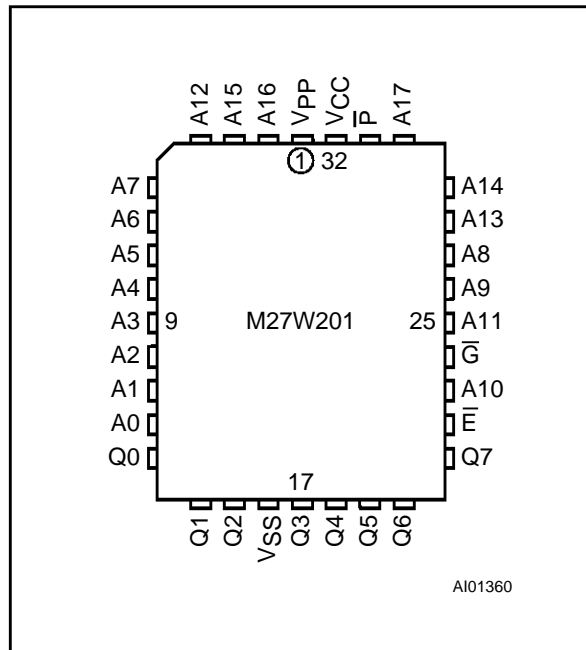 A12 A15 A16 VPP VCC P̅ A17
1 32
A7 A14
A6 A13
A5 A8
A4 A9
A3 9 M27W201 25 A11
A2 G̅
A1 A10
A0 E̅
Q0 Q7
17
Q1 Q2 VSS Q3 Q4 Q5 Q6
AI01360